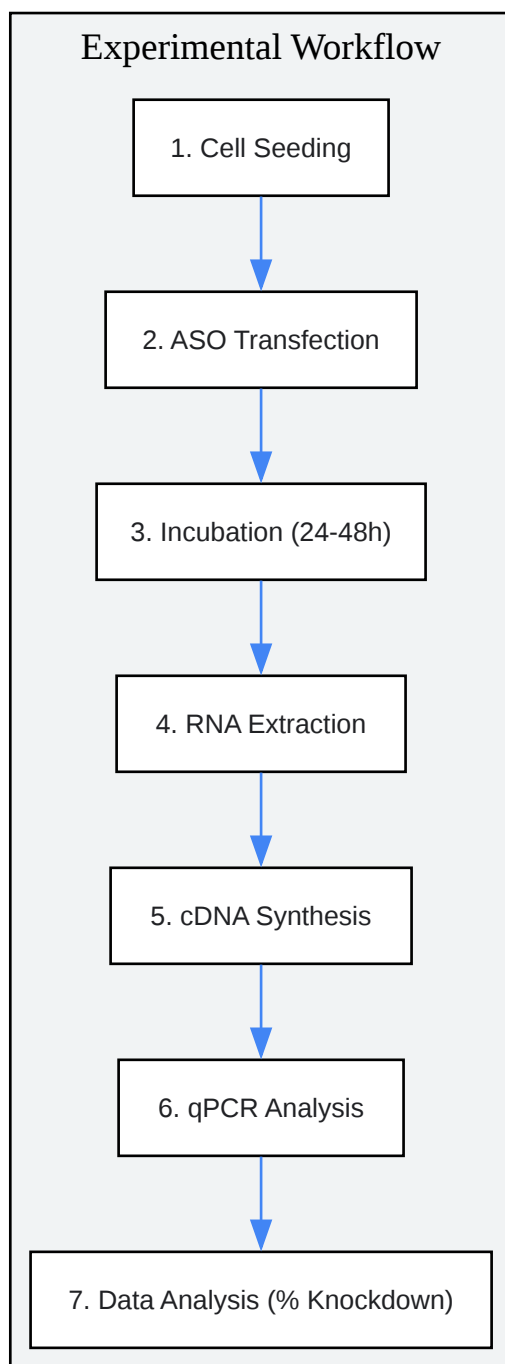 Experimental Workflow
1. Cell Seeding
2. ASO Transfection
3. Incubation (24-48h)
4. RNA Extraction
5. cDNA Synthesis
6. qPCR Analysis
7. Data Analysis (% Knockdown)